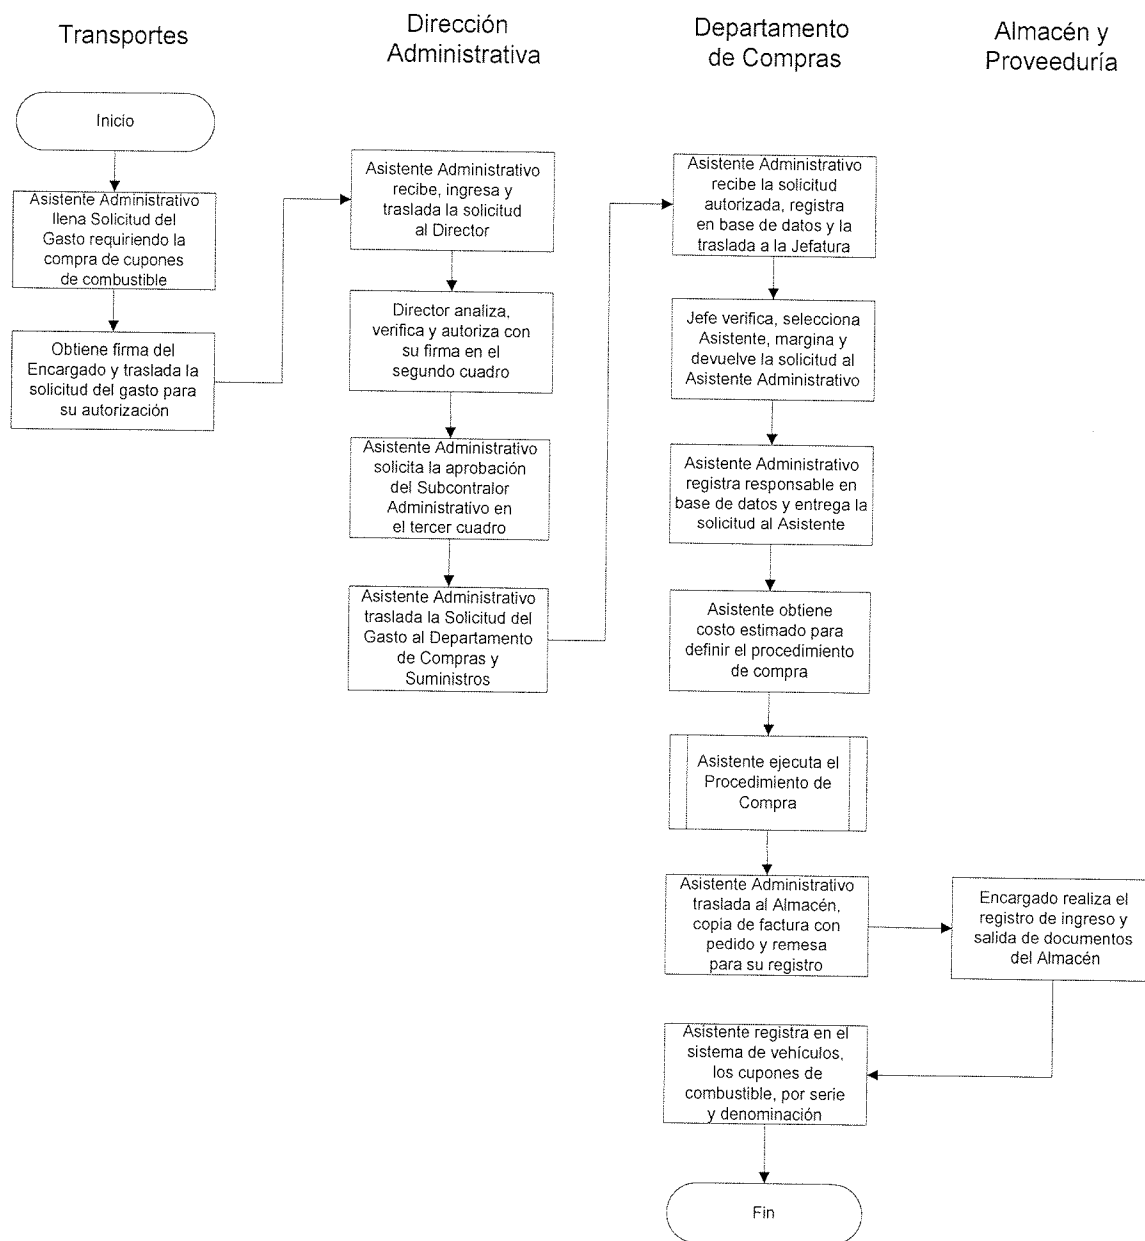 Transportes
Dirección
Administrativa
Departamento
de Compras
Almacén y
Proveeduría
Inicio
Asistente Administrativo
llena Solicitud del
Gasto requiriendo la
compra de cupones
de combustible
Obtiene firma del
Encargado y traslada la
solicitud del gasto para
su autorización
Asistente Administrativo
recibe, ingresa y
traslada la solicitud
al Director
Director analiza,
verifica y autoriza con
su firma en el
segundo cuadro
Asistente Administrativo
solicita la aprobación
del Subcontralor
Administrativo en
el tercer cuadro
Asistente Administrativo
traslada la Solicitud del
Gasto al Departamento
de Compras y
Suministros
Asistente Administrativo
recibe la solicitud
autorizada, registra
en base de datos y la
traslada a la Jefatura
Jefe verifica, selecciona
Asistente, margina y
devuelve la solicitud al
Asistente Administrativo
Asistente Administrativo
registra responsable en
base de datos y entrega la
solicitud al Asistente
Asistente obtiene
costo estimado para
definir el procedimiento
de compra
Asistente ejecuta el
Procedimiento de
Compra
Asistente Administrativo
traslada al Almacén,
copia de factura con
pedido y remesa
para su registro
Encargado realiza el
registro de ingreso y
salida de documentos
del Almacén
Asistente registra en el
sistema de vehículos,
los cupones de
combustible, por serie
y denominación
Fin